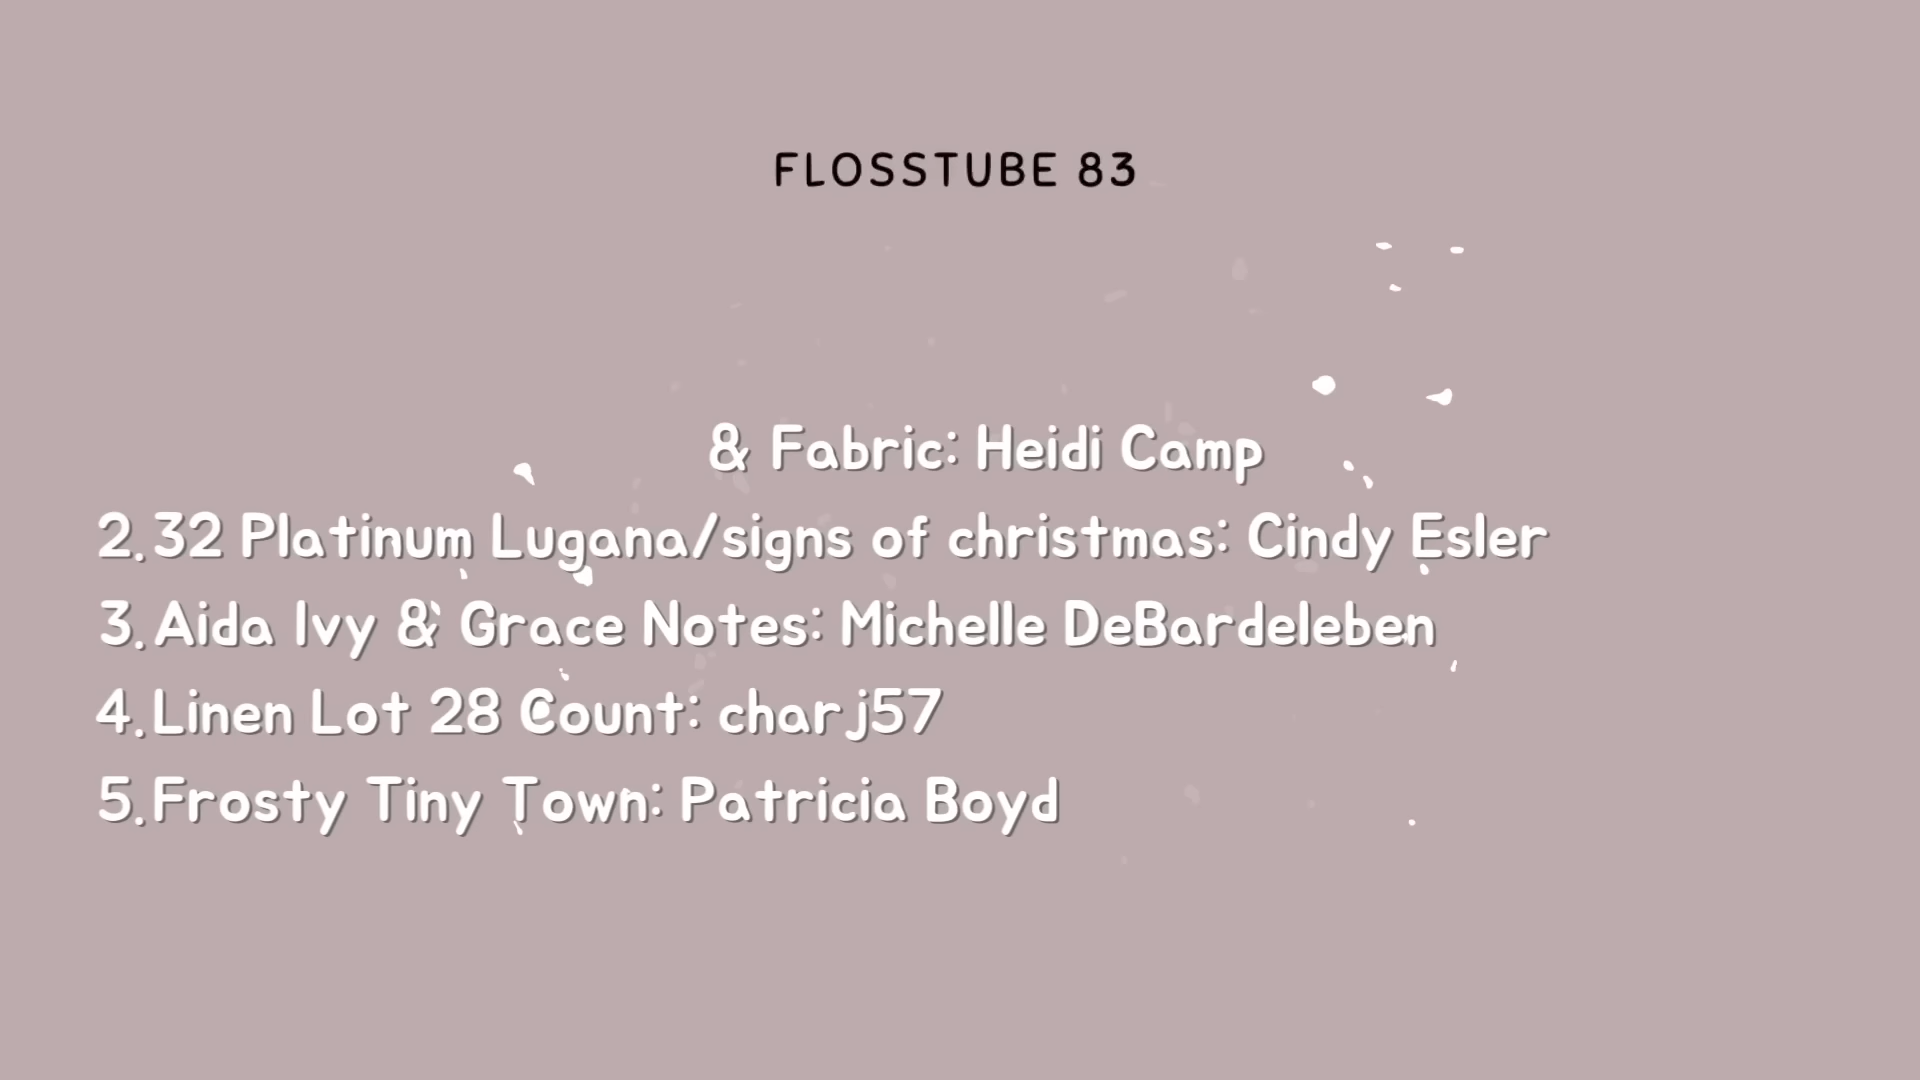 FLOSSTUBE 83
& Fabric: Heidi Camp
2. 32 Platinum Lugana/signs of christmas: Cindy Esler
3. Aida Ivy & Grace Notes: Michelle DeBardeleben
4. Linen Lot 28 Count: charj57
5. Frosty Tiny Town: Patricia Boyd